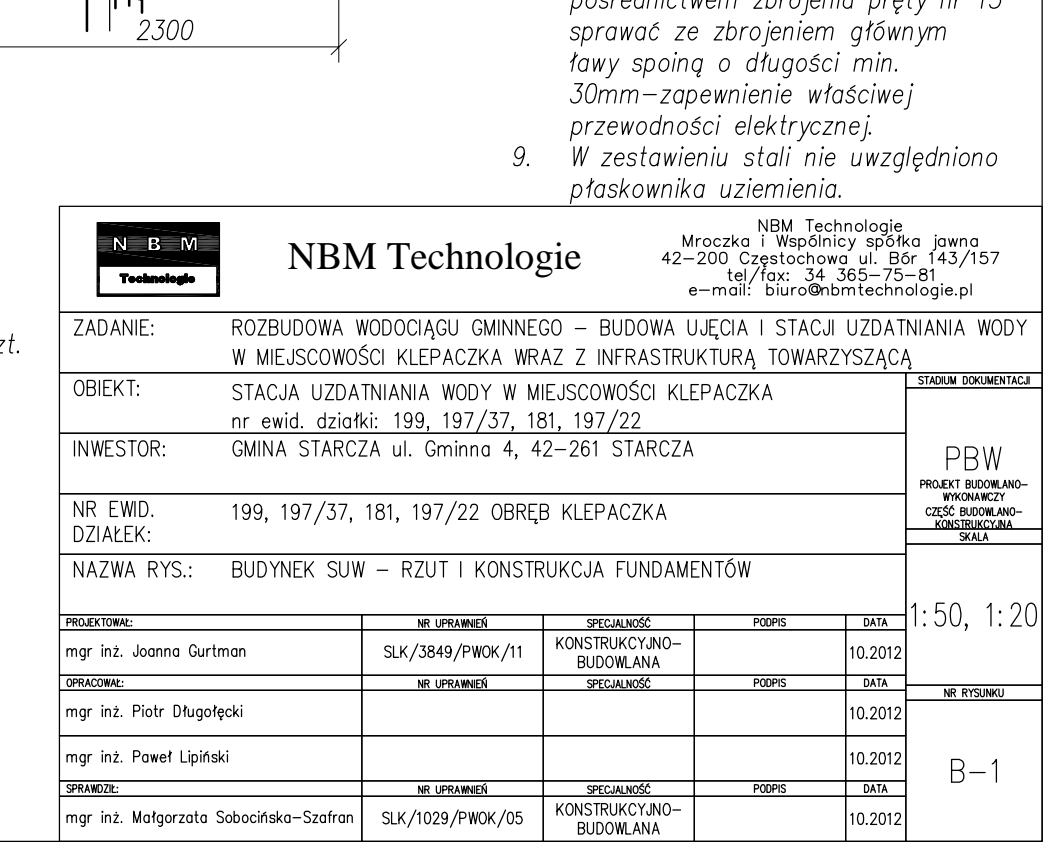 2300
pośrednictwem zbrojenia pręty nr 15
sprawać ze zbrojeniem głównym
ławy spoiną o długości min.
30mm–zapewnienie właściwej
przewodności elektrycznej.
9. W zestawieniu stali nie uwzględniono
płaskownika uziemienia.
zt.
N B M
Technologie
NBM Technologie
NBM Technologie
Mroczka i Wspólnicy spółka jawna
42–200 Częstochowa ul. Bór 143/157
tel/fax: 34 365–75–81
e–mail: biuro@nbmtechnologie.pl
ZADANIE: ROZBUDOWA WODOCIĄGU GMINNEGO – BUDOWA UJĘCIA I STACJI UZDATNIANIA WODY
W MIEJSCOWOŚCI KLEPACZKA WRAZ Z INFRASTRUKTURĄ TOWARZYSZĄCĄ
OBIEKT: STACJA UZDATNIANIA WODY W MIEJSCOWOŚCI KLEPACZKA
nr ewid. działki: 199, 197/37, 181, 197/22
INWESTOR: GMINA STARCZA ul. Gminna 4, 42–261 STARCZA
NR EWID. DZIAŁEK: 199, 197/37, 181, 197/22 OBRĘB KLEPACZKA
NAZWA RYS.: BUDYNEK SUW – RZUT I KONSTRUKCJA FUNDAMENTÓW
STADIUM DOKUMENTACJI
PBW
PROJEKT BUDOWLANO–
WYKONAWCZY
CZĘŚĆ BUDOWLANO–
KONSTRUKCYJNA
SKALA
1:50, 1:20
NR RYSUNKU
B–1
PROJEKTOWAŁ: NR UPRAWNIEŃ SPECJALNOŚĆ PODPIS DATA
mgr inż. Joanna Gurtman SLK/3849/PWOK/11 KONSTRUKCYJNO–BUDOWLANA 10.2012
OPRACOWAŁ: NR UPRAWNIEŃ SPECJALNOŚĆ PODPIS DATA
mgr inż. Piotr Długołęcki 10.2012
mgr inż. Paweł Lipiński 10.2012
SPRAWDZIŁ: NR UPRAWNIEŃ SPECJALNOŚĆ PODPIS DATA
mgr inż. Małgorzata Sobocińska–Szafran SLK/1029/PWOK/05 KONSTRUKCYJNO–BUDOWLANA 10.2012